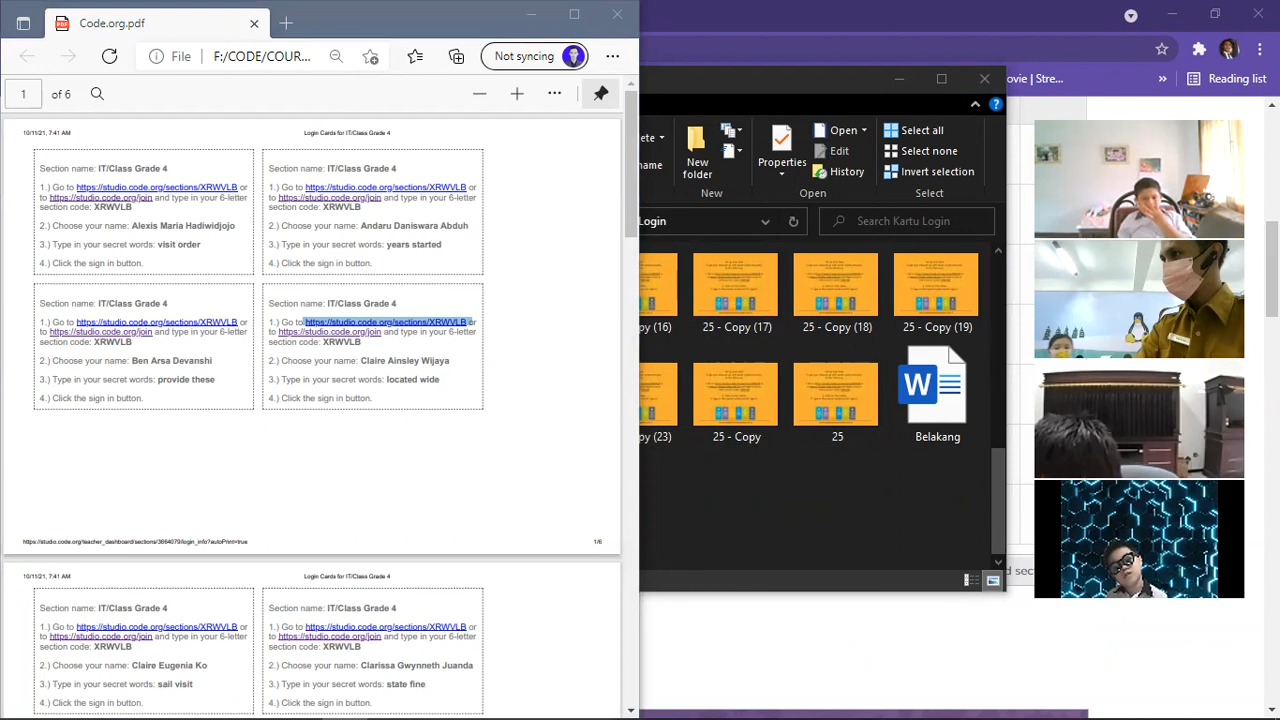 Code.org.pdf
File
F:/CODE/COUR...
Not syncing
1
of 6
10/11/21, 7:41 AM
Login Cards for IT/Class Grade 4
Section name: IT/Class Grade 4
1.) Go to https://studio.code.org/sections/XRWVLB or
to https://studio.code.org/join and type in your 6-letter
section code: XRWVLB
2.) Choose your name: Alexis Maria Hadiwidjojo
3.) Type in your secret words: visit order
4.) Click the sign in button.
Section name: IT/Class Grade 4
1.) Go to https://studio.code.org/sections/XRWVLB or
to https://studio.code.org/join and type in your 6-letter
section code: XRWVLB
2.) Choose your name: Andaru Daniswara Abduh
3.) Type in your secret words: years started
4.) Click the sign in button.
Section name: IT/Class Grade 4
1.) Go to https://studio.code.org/sections/XRWVLB or
to https://studio.code.org/join and type in your 6-letter
section code: XRWVLB
2.) Choose your name: Ben Arsa Devanshi
3.) Type in your secret words: provide these
4.) Click the sign in button.
Section name: IT/Class Grade 4
1.) Go to https://studio.code.org/sections/XRWVLB or
to https://studio.code.org/join and type in your 6-letter
section code: XRWVLB
2.) Choose your name: Claire Ainsley Wijaya
3.) Type in your secret words: located wide
4.) Click the sign in button.
https://studio.code.org/teacher_dashboard/sections/3664079/login_info?autoPrint=true
1/6
10/11/21, 7:41 AM
Login Cards for IT/Class Grade 4
Section name: IT/Class Grade 4
1.) Go to https://studio.code.org/sections/XRWVLB or
to https://studio.code.org/join and type in your 6-letter
section code: XRWVLB
2.) Choose your name: Claire Eugenia Ko
3.) Type in your secret words: sail visit
4.) Click the sign in button.
Section name: IT/Class Grade 4
1.) Go to https://studio.code.org/sections/XRWVLB or
to https://studio.code.org/join and type in your 6-letter
section code: XRWVLB
2.) Choose your name: Clarissa Gwynneth Juanda
3.) Type in your secret words: state fine
4.) Click the sign in button.
ovie | Stre...
Reading list
lete
name
New
folder
New
Properties
Open
Edit
History
Open
Select all
Select none
Invert selection
Select
Login
Search Kartu Login
py (16)
25 - Copy (17)
25 - Copy (18)
25 - Copy (19)
py (23)
25 - Copy
25
W
Belakang
d sec